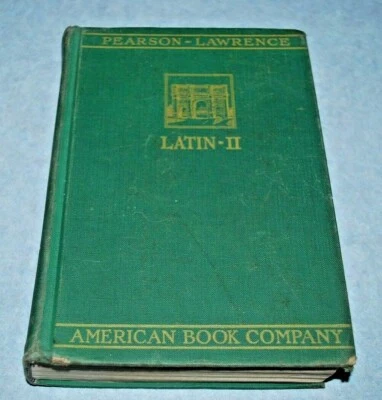 PEARSON-LAWRENCE
LATIN-II
AMERICAN BOOK COMPANY